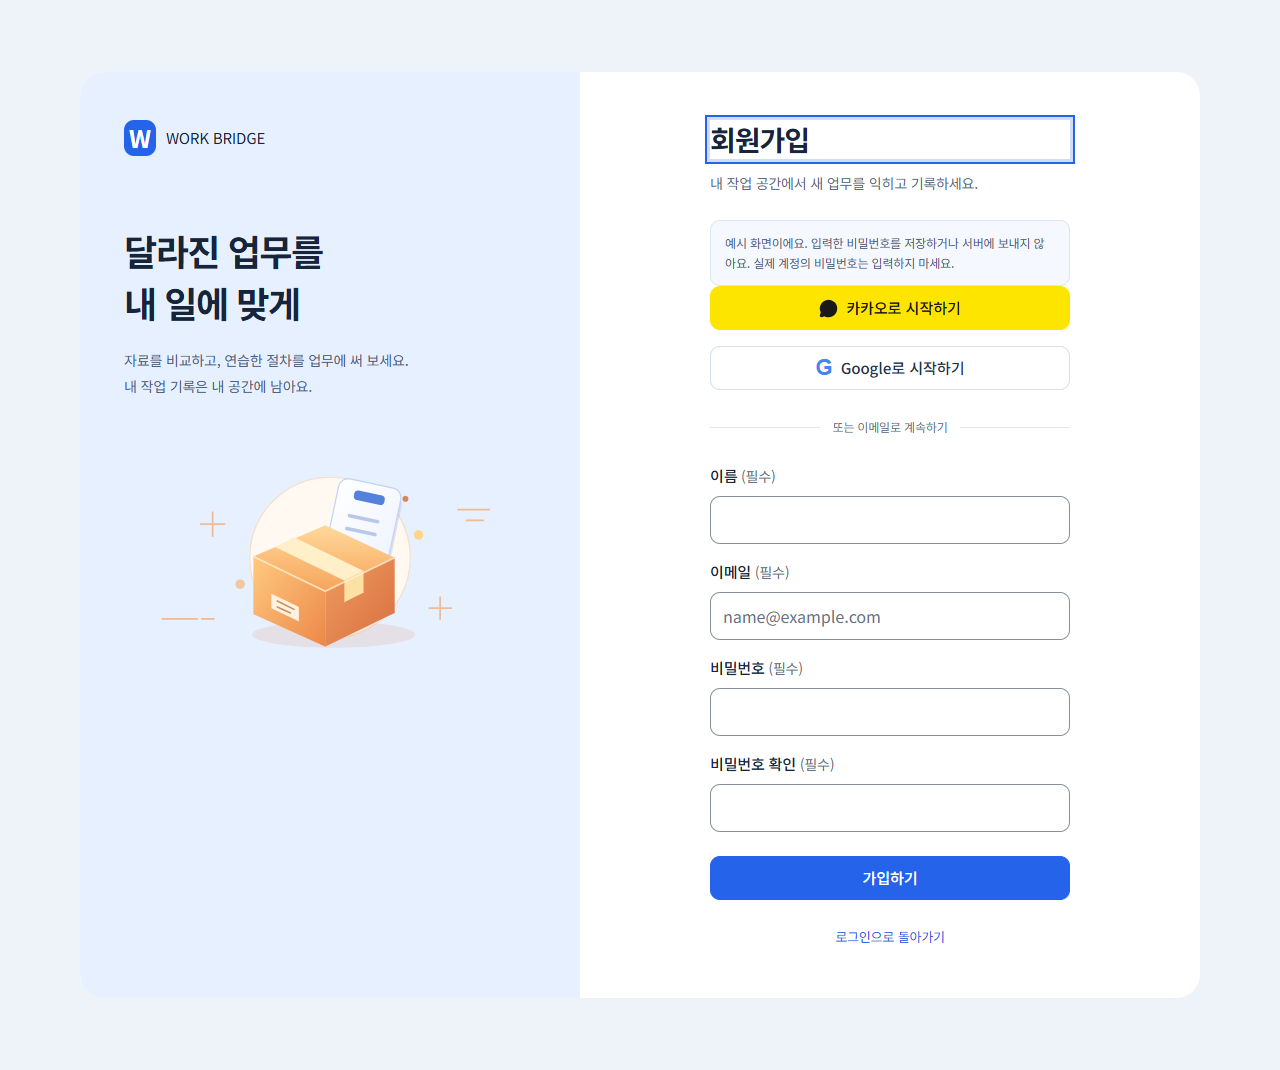 W WORK BRIDGE
달라진 업무를
내 일에 맞게
자료를 비교하고, 연습한 절차를 업무에 써 보세요.
내 작업 기록은 내 공간에 남아요.
회원가입
내 작업 공간에서 새 업무를 익히고 기록하세요.
예시 화면이에요. 입력한 비밀번호를 저장하거나 서버에 보내지 않
아요. 실제 계정의 비밀번호는 입력하지 마세요.
카카오로 시작하기
G Google로 시작하기
또는 이메일로 계속하기
이름 (필수)
이메일 (필수)
name@example.com
비밀번호 (필수)
비밀번호 확인 (필수)
가입하기
로그인으로 돌아가기